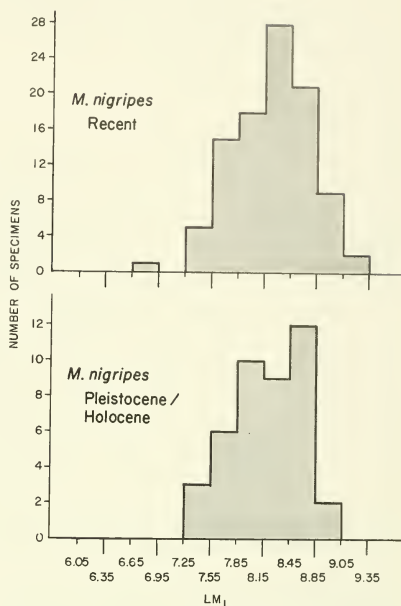 28
24
20
16
12
8
4
0
M. nigripes
Recent
NUMBER OF SPECIMENS
12
10
8
6
4
2
0
M. nigripes
Pleistocene /
Holocene
6.05 6.65 7.25 7.85 8.45 9.05
6.35 6.95 7.55 8.15 8.85 9.35
LM1